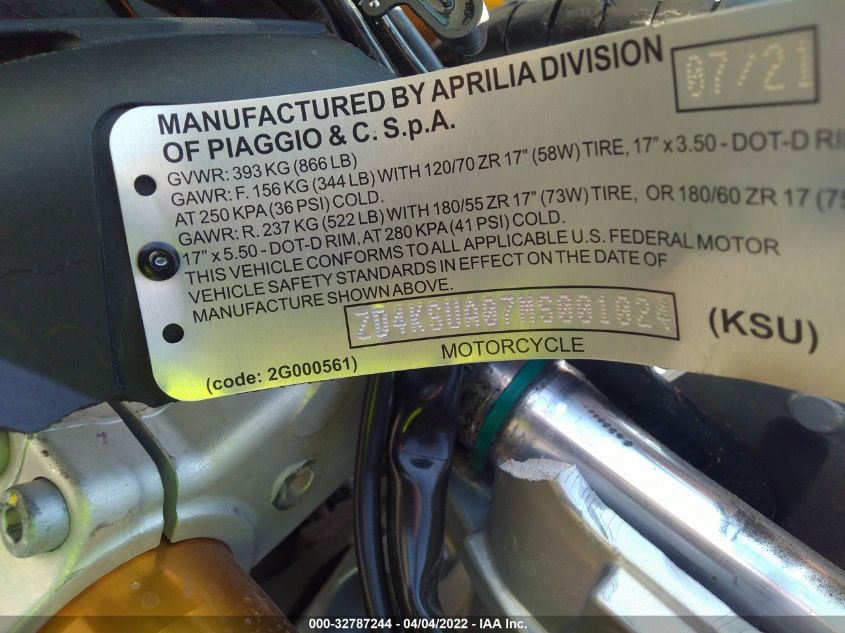 MANUFACTURED BY APRILIA DIVISION
07/21
OF PIAGGIO & C. S.p.A.
GVWR: 393 KG (866 LB)
GAWR: F. 156 KG (344 LB) WITH 120/70 ZR 17" (58W) TIRE, 17" x 3.50 - DOT-D RI
AT 250 KPA (36 PSI) COLD.
GAWR: R. 237 KG (522 LB) WITH 180/55 ZR 17" (73W) TIRE, OR 180/60 ZR 17 (75
17" x 5.50 - DOT-D RIM, AT 280 KPA (41 PSI) COLD.
THIS VEHICLE CONFORMS TO ALL APPLICABLE U.S. FEDERAL MOTOR
VEHICLE SAFETY STANDARDS IN EFFECT ON THE DATE OF
MANUFACTURE SHOWN ABOVE.
ZD4KSUA07MS001024
(KSU)
MOTORCYCLE
(code: 2G000561)
000-32787244 - 04/04/2022 - IAA Inc.